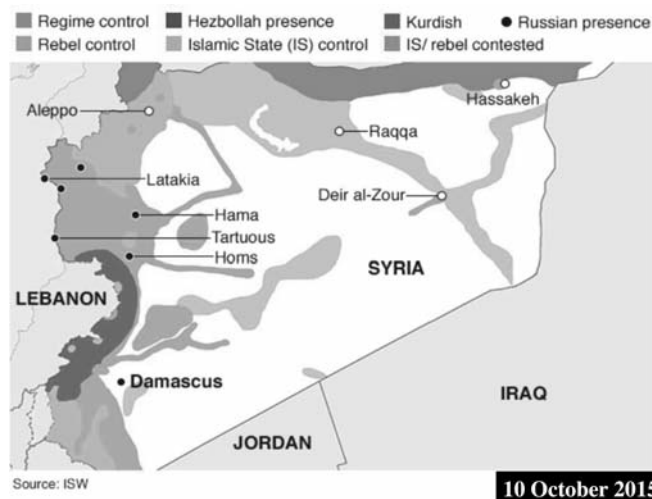 Regime control Hezbollah presence Kurdish Russian presence
Rebel control Islamic State (IS) control IS/ rebel contested
Aleppo
Hassakeh
Raqqa
Latakia
Deir al-Zour
Hama
Tartuous
Homs
SYRIA
LEBANON
Damascus
IRAQ
JORDAN
Source: ISW
10 October 2015